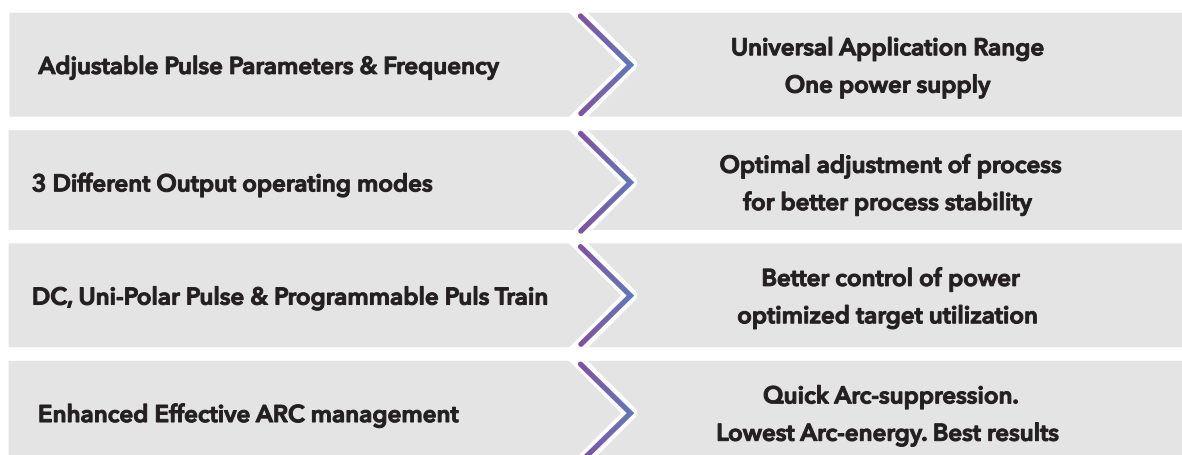 Adjustable Pulse Parameters & Frequency
Universal Application Range
One power supply
3 Different Output operating modes
Optimal adjustment of process
for better process stability
DC, Uni-Polar Pulse & Programmable Puls Train
Better control of power
optimized target utilization
Enhanced Effective ARC management
Quick Arc-suppression.
Lowest Arc-energy. Best results